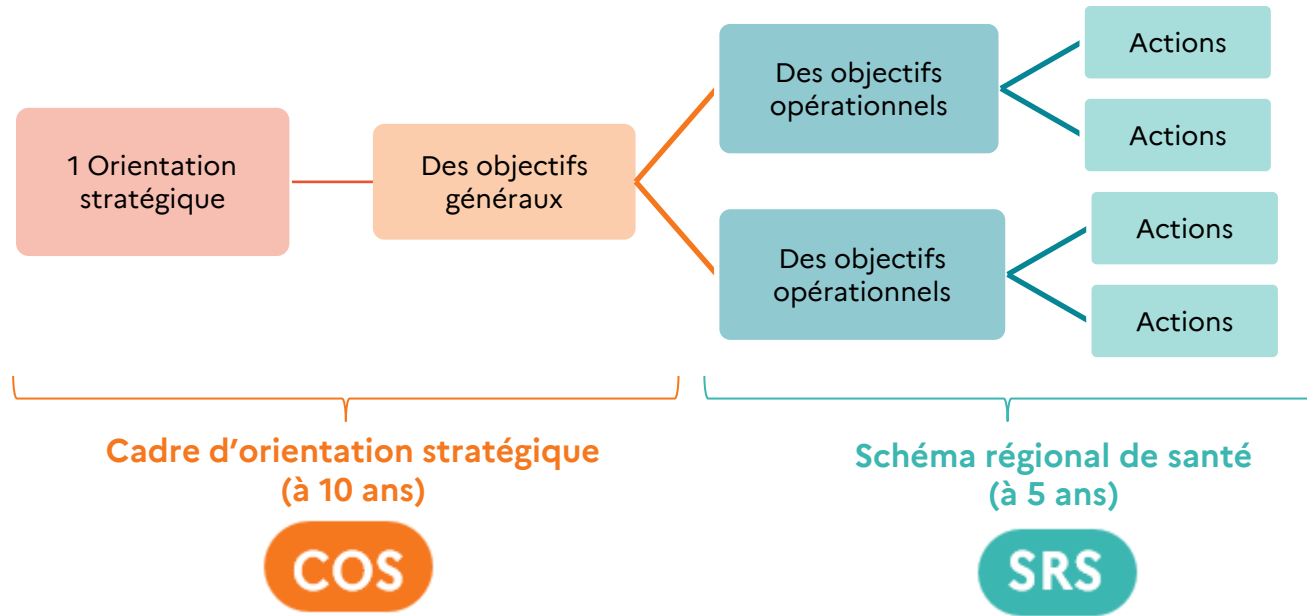 1 Orientation
stratégique
Des objectifs
généraux
Des objectifs
opérationnels
Actions
Actions
Des objectifs
opérationnels
Actions
Actions
Cadre d’orientation stratégique
(à 10 ans)
COS
Schéma régional de santé
(à 5 ans)
SRS